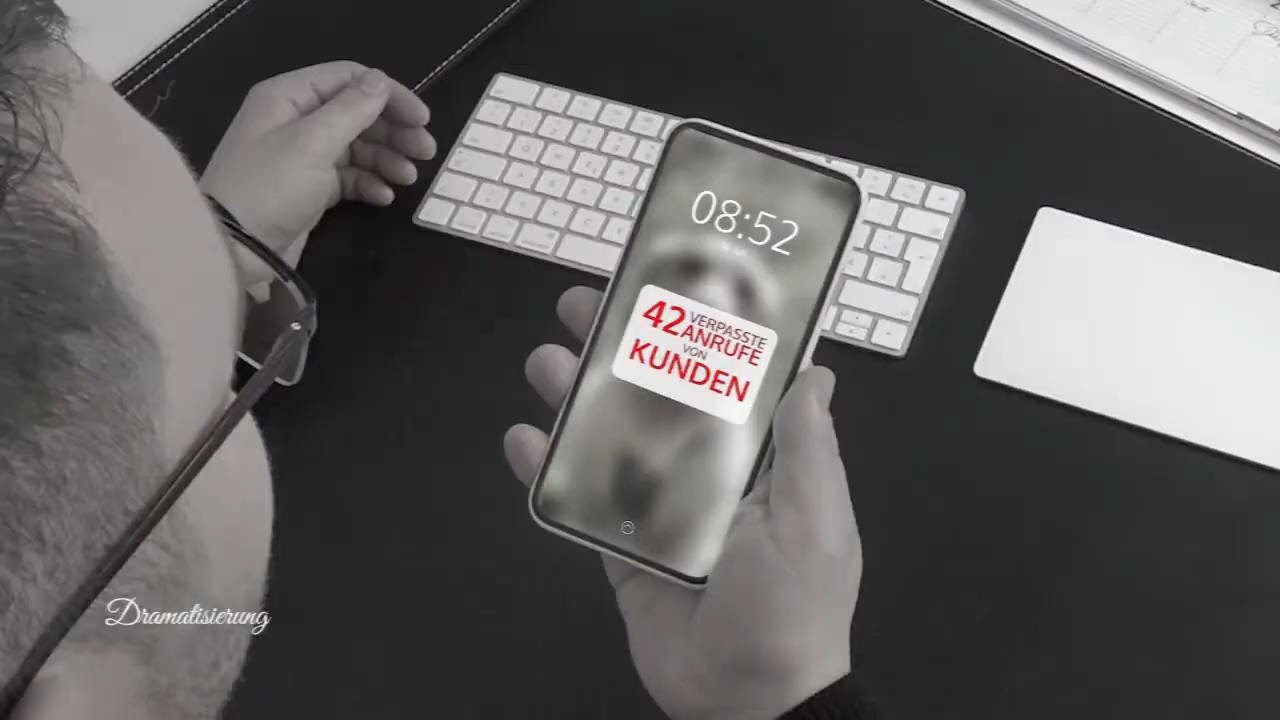 08:52
42 VERPASSTE
ANRUFE
VON
KUNDEN
Dramatisierung